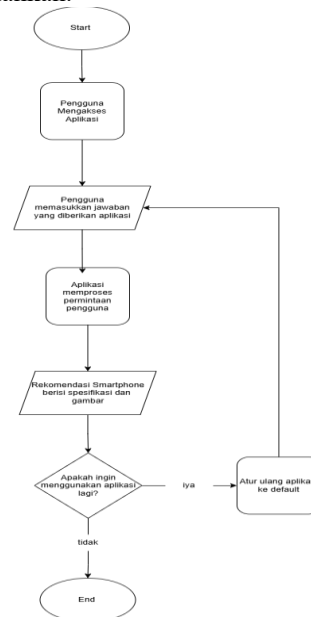 Start
Pengguna
Mengakses
Aplikasi
Pengguna
memasukkan jawaban
yang diberikan aplikasi
Aplikasi
memproses
permintaan
pengguna
Rekomendasi Smartphone
berisi spesifikasi dan
gambar
Apakah ingin
menggunakan aplikasi
lagi?
iya
Atur ulang aplika
ke default
tidak
End